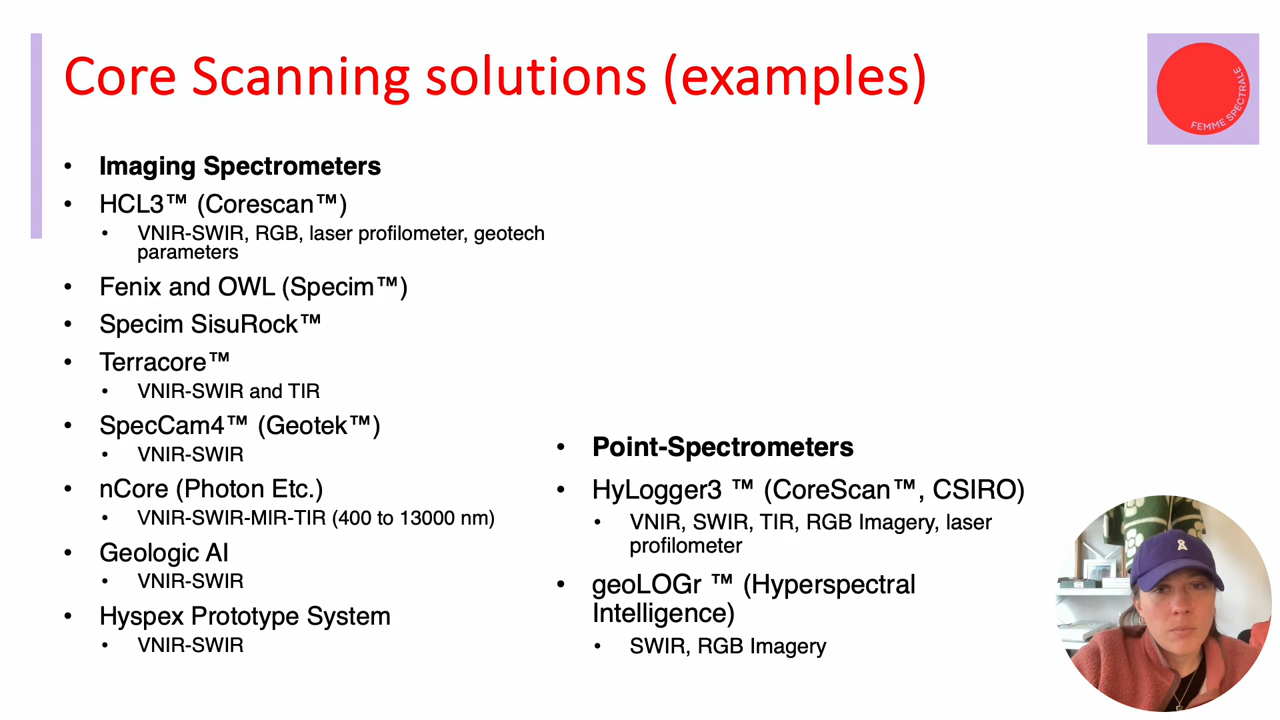 Core Scanning solutions (examples)
FEMME SPECTRALE
• Imaging Spectrometers
• HCL3™ (Corescan™)
• VNIR-SWIR, RGB, laser profilometer, geotech
parameters
• Fenix and OWL (Specim™)
• Specim SisuRock™
• Terracore™
• VNIR-SWIR and TIR
• SpecCam4™ (Geotek™)
• VNIR-SWIR
• nCore (Photon Etc.)
• VNIR-SWIR-MIR-TIR (400 to 13000 nm)
• Geologic AI
• VNIR-SWIR
• Hyspex Prototype System
• VNIR-SWIR
• Point-Spectrometers
• HyLogger3 ™ (CoreScan™, CSIRO)
• VNIR, SWIR, TIR, RGB Imagery, laser
profilometer
• geoLOGr ™ (Hyperspectral
Intelligence)
• SWIR, RGB Imagery